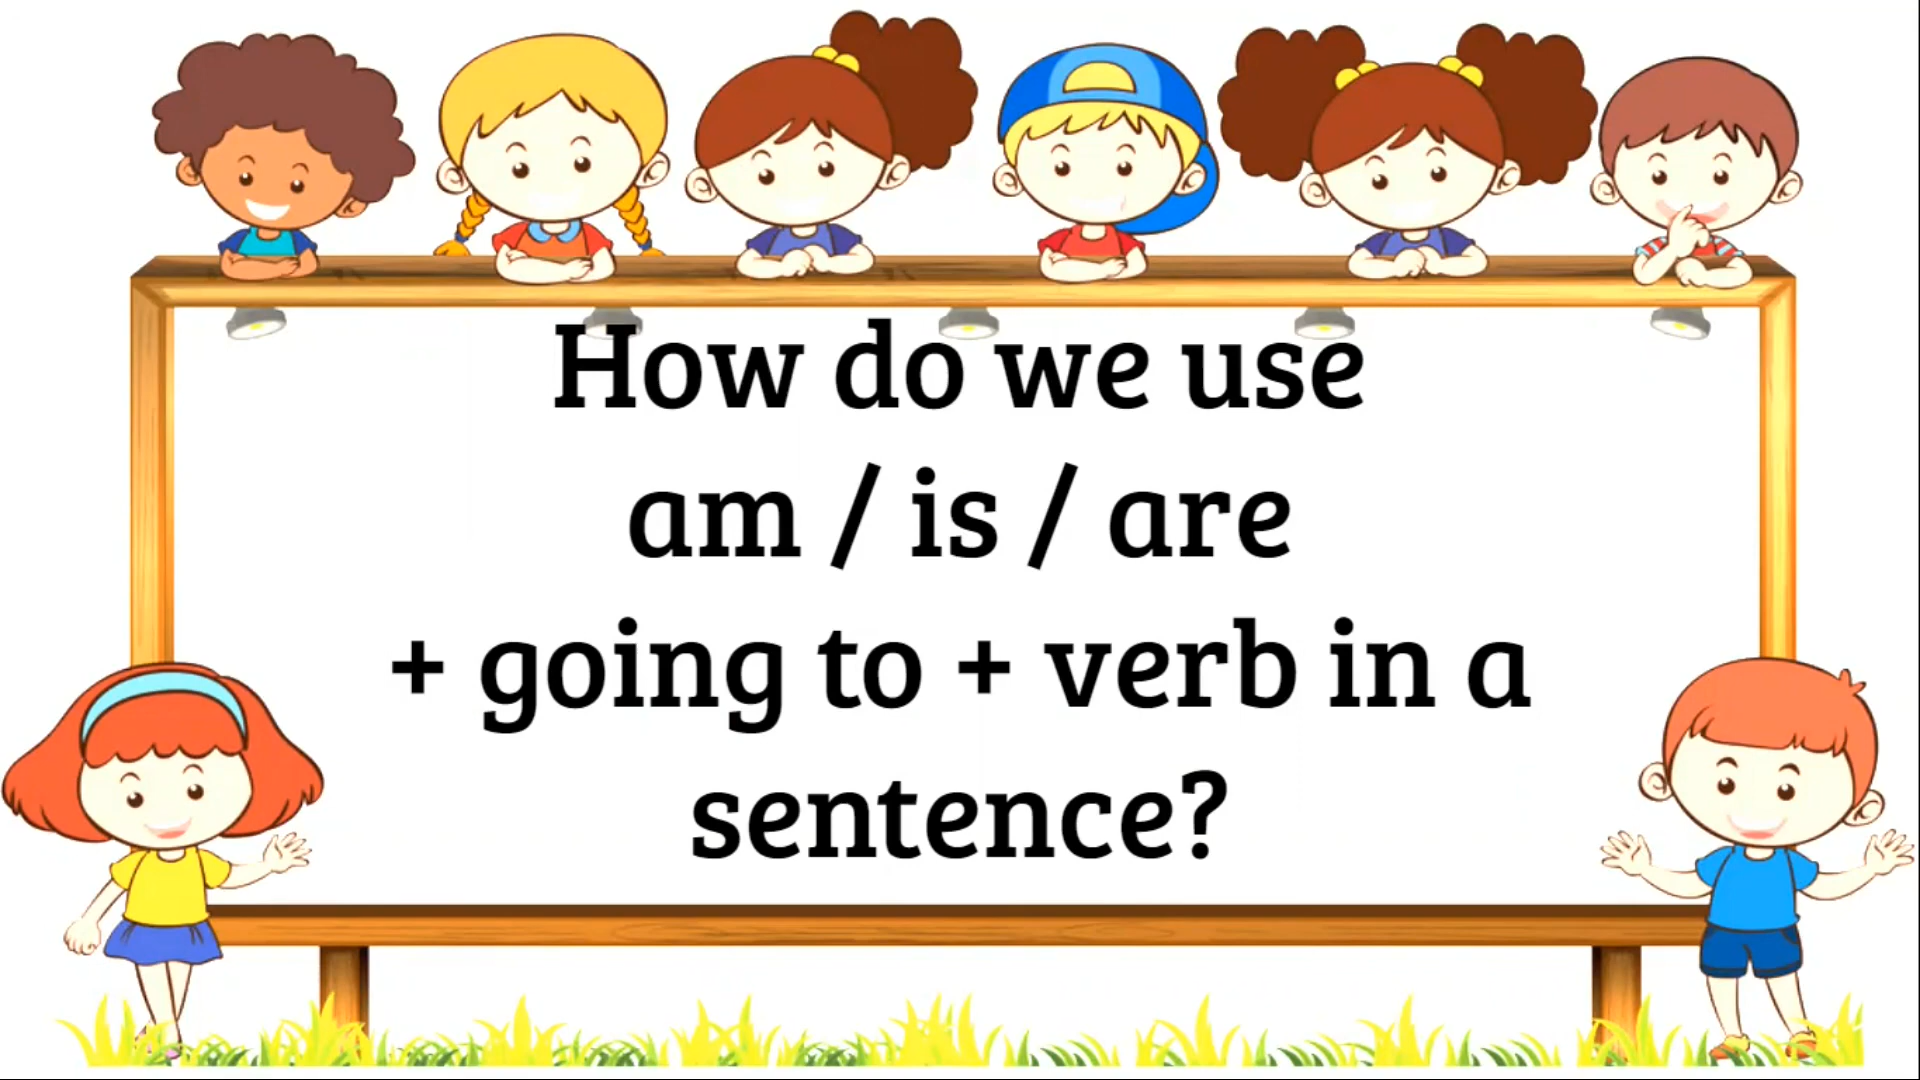 How do we use
am / is / are
+ going to + verb in a
sentence?